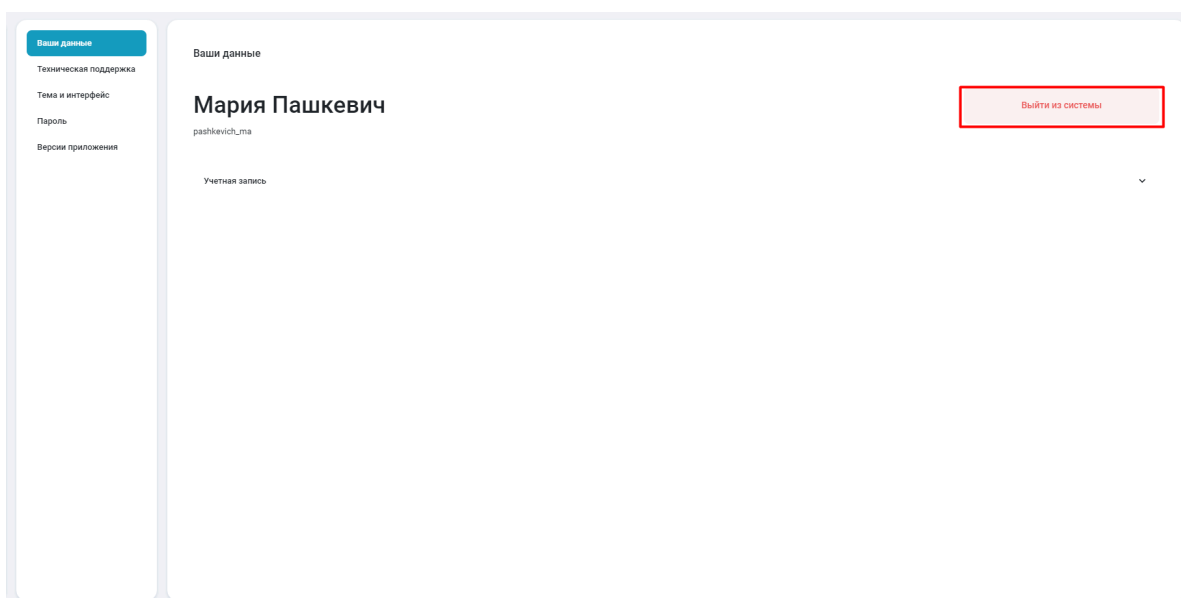 Ваши данные
Техническая поддержка
Тема и интерфейс
Пароль
Версии приложения
Ваши данные
Мария Пашкевич
pashkevich_ma
Выйти из системы
Учетная запись